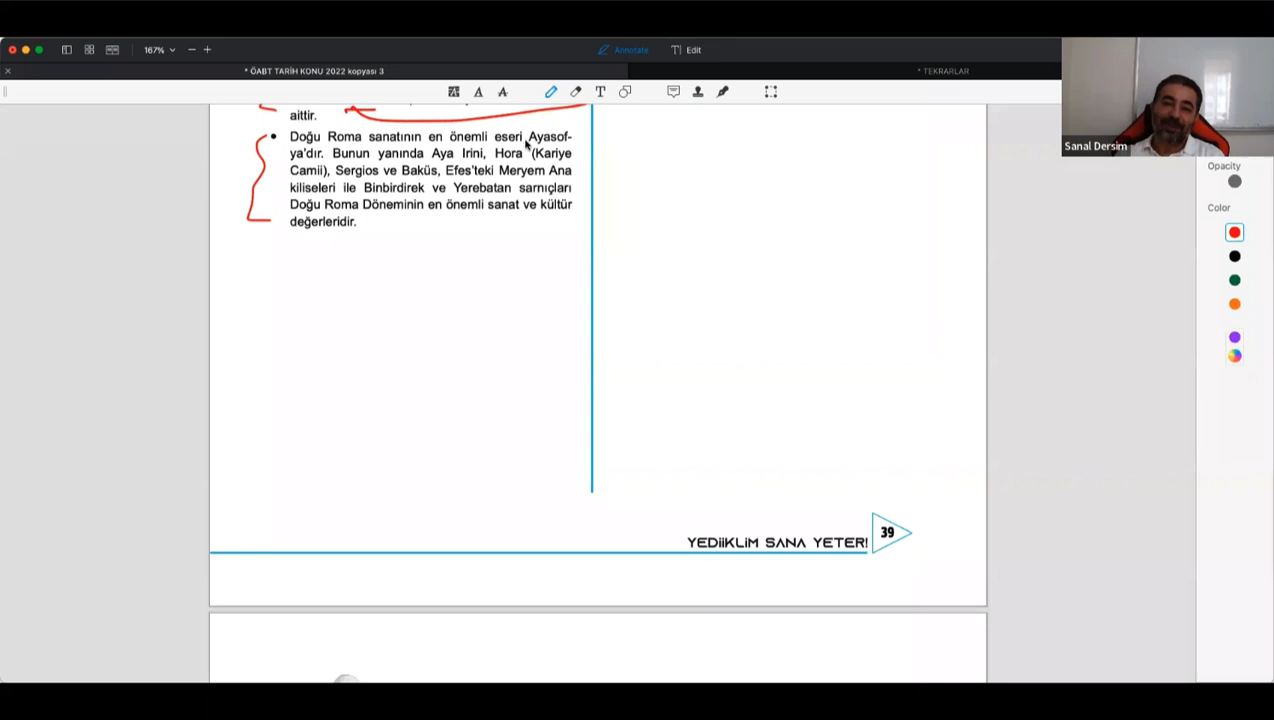 167%
Annotate
Edit
* ÖABT TARİH KONU 2022 kopyası 3
* TEKRARLAR
Sanal Dersim
Opacity
Color
aittir.
• Doğu Roma sanatının en önemli eseri Ayasof-
ya'dır. Bunun yanında Aya Irini, Hora (Kariye
Camii), Sergios ve Baküs, Efes'teki Meryem Ana
kiliseleri ile Binbirdirek ve Yerebatan sarnıçları
Doğu Roma Döneminin en önemli sanat ve kültür
değerleridir.
YEDİİKLİM SANA YETER!
39